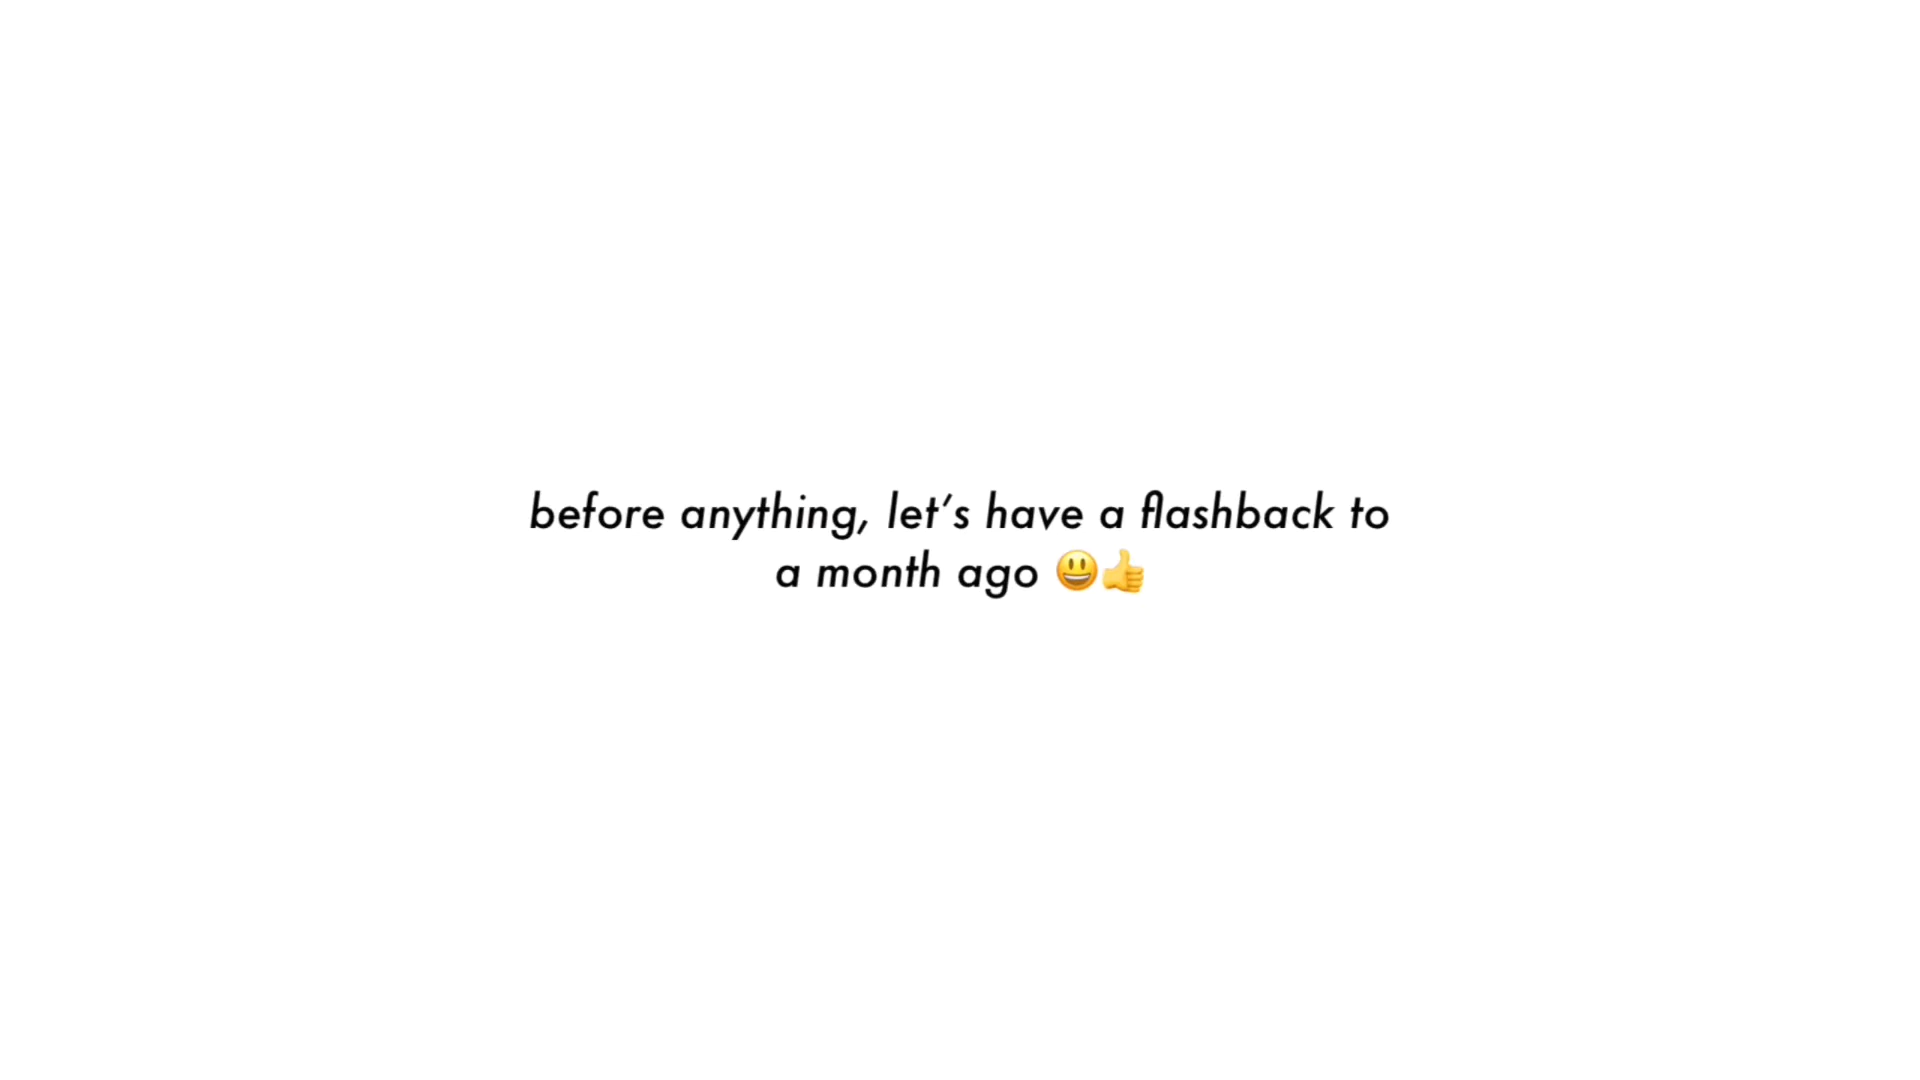 before anything, let’s have a flashback to
a month ago 😃👍